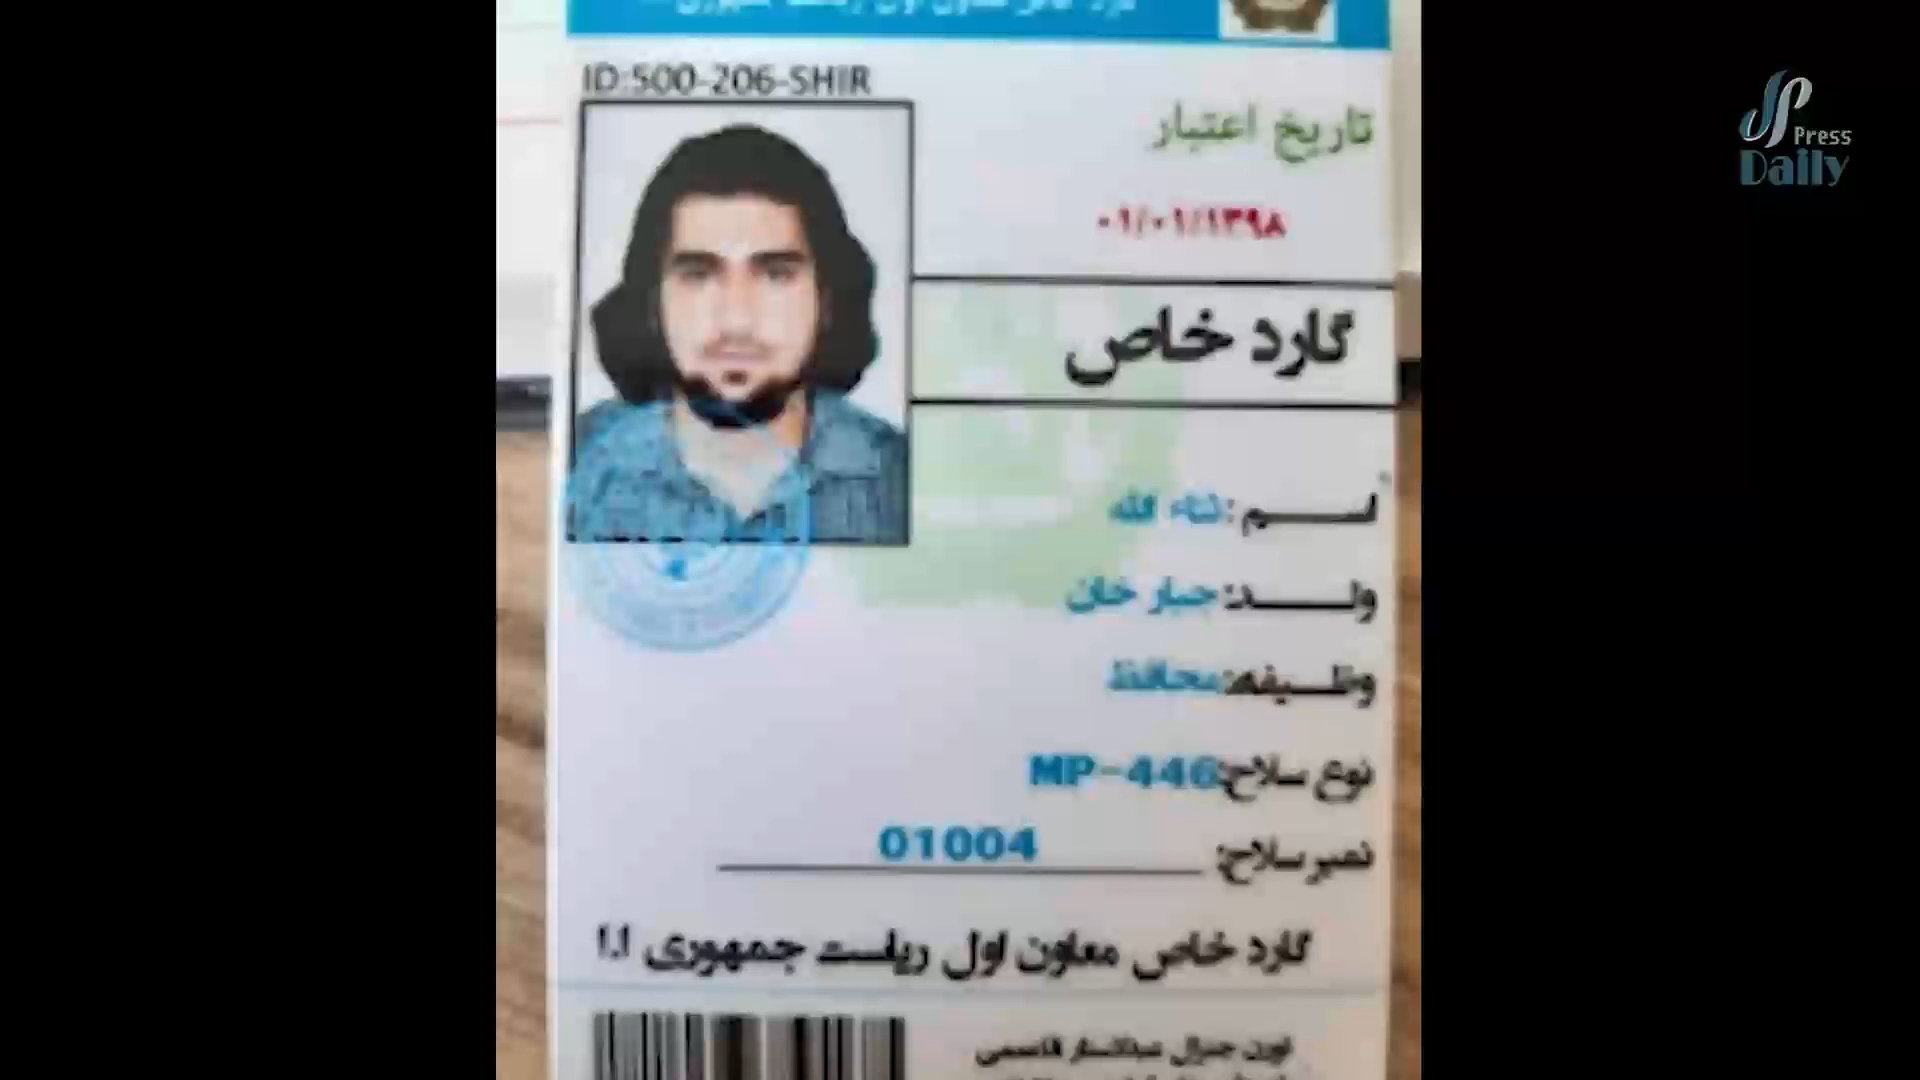 ID:500-206-SHIR
تاریخ اعتبار
۰۱/۰۱/۱۳۹۸
گارد خاص
اسم: ثناء الله
ولد: جبار خان
وظیفه: محافظ
نوع سلاح: MP-446
نمبر سلاح: 01004
گارد خاص معاون اول ریاست جمهوری ا.ا
Press
Daily